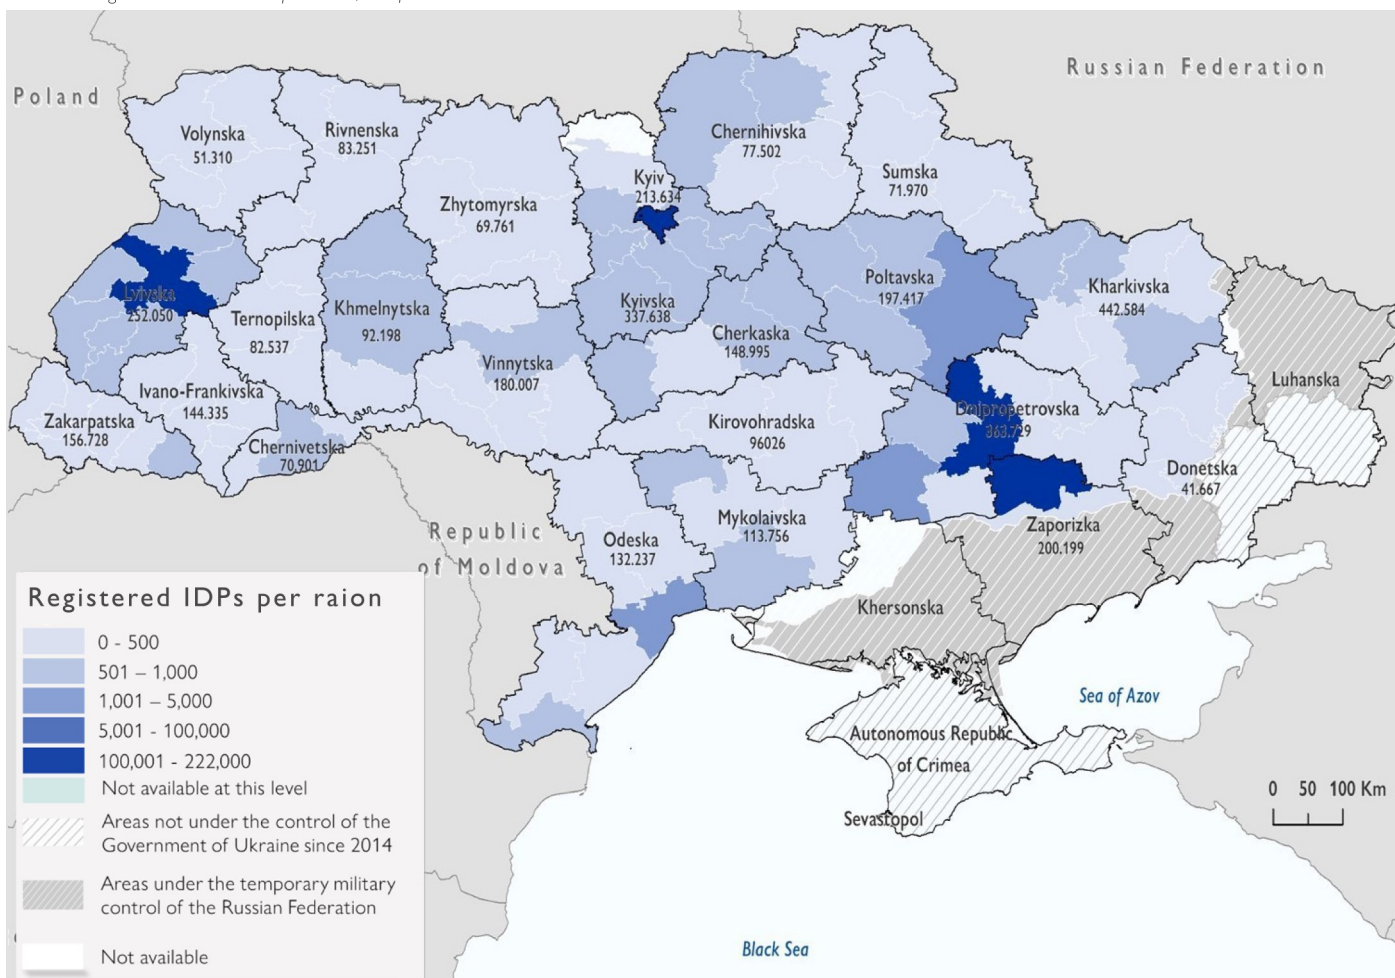 Russian Federation
Poland
Volynska
51.310
Rivnenska
83.251
Chernihivska
77.502
Sumska
71.970
Kyiv
213.634
Zhytomyrska
69.761
Lvivska
252.050
Khmelnytska
92.198
Ternopilska
82.537
Kyivska
337.638
Poltavska
197.417
Kharkivska
442.584
Cherkaska
148.995
Vinnytska
180.007
Luhanska
Ivano-Frankivska
144.335
Zakarpatska
156.728
Chernivetska
70.901
Kirovohradska
96026
Dnipropetrovska
363.729
Donetska
41.667
Republic
of Moldova
Odeska
132.237
Mykolaivska
113.756
Zaporizka
200.199
Khersonska
Sea of Azov
Autonomous Republic
of Crimea
Sevastopol
Black Sea
0 50 100 Km
Registered IDPs per raion
0 - 500
501 – 1,000
1,001 – 5,000
5,001 - 100,000
100,001 - 222,000
Not available at this level
Areas not under the control of the
Government of Ukraine since 2014
Areas under the temporary military
control of the Russian Federation
Not available